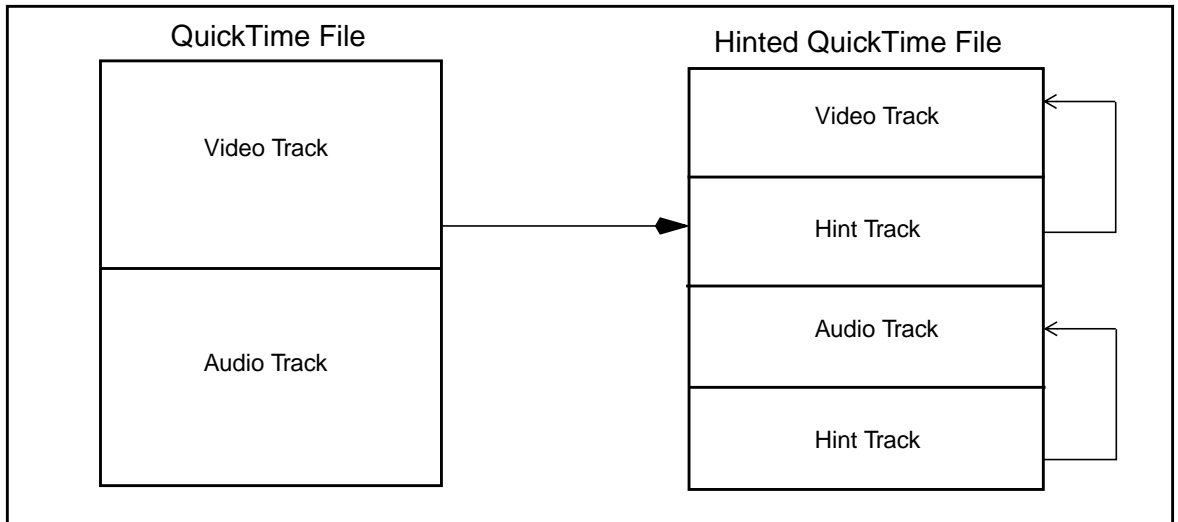 QuickTime File
Video Track
Audio Track
Hinted QuickTime File
Video Track
Hint Track
Audio Track
Hint Track